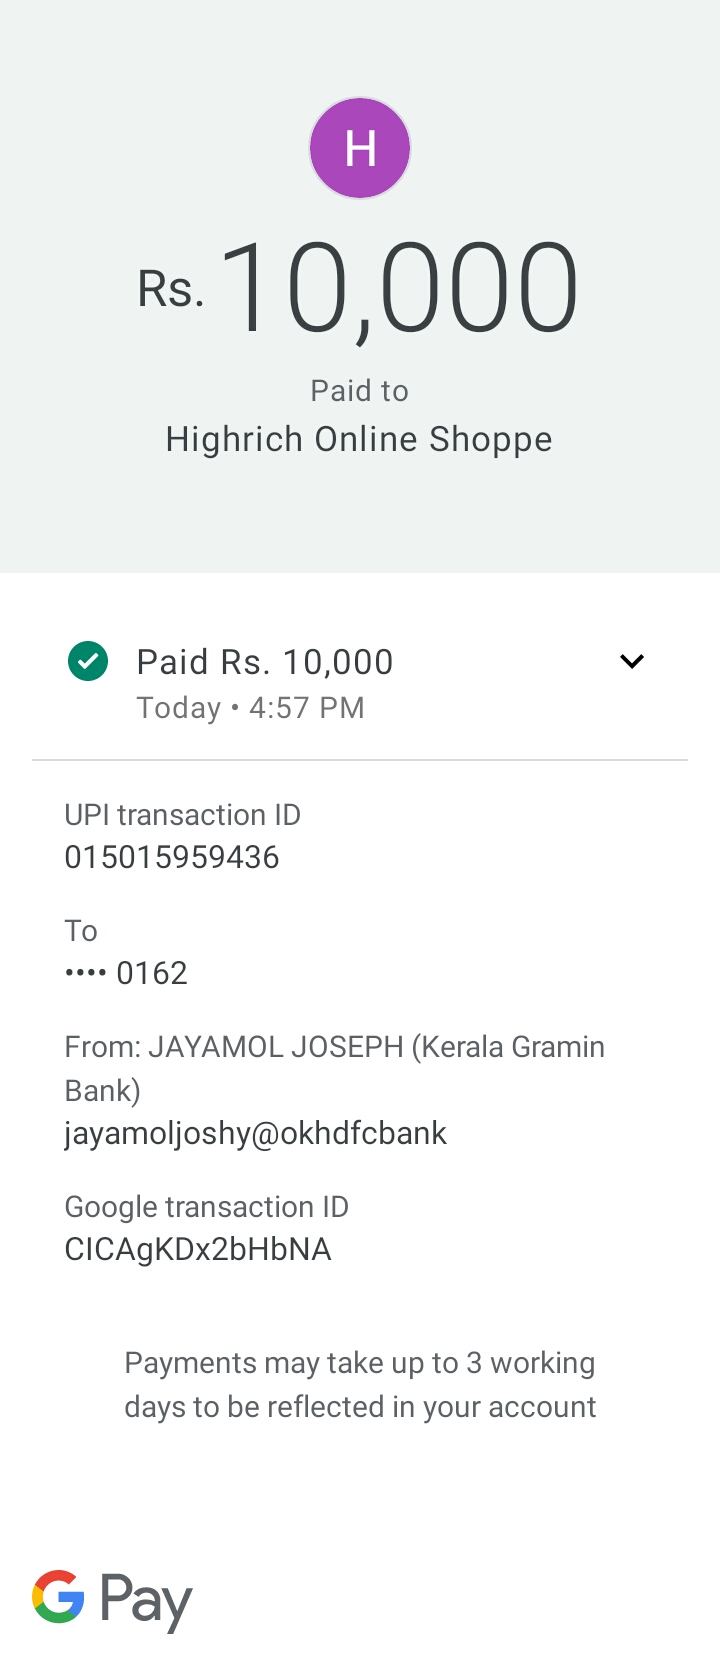 H
Rs. 10,000
Paid to
Highrich Online Shoppe
Paid Rs. 10,000
Today • 4:57 PM
UPI transaction ID
015015959436
To
•••• 0162
From: JAYAMOL JOSEPH (Kerala Gramin
Bank)
jayamoljoshy@okhdfcbank
Google transaction ID
CICAgKDx2bHbNA
Payments may take up to 3 working
days to be reflected in your account
G Pay